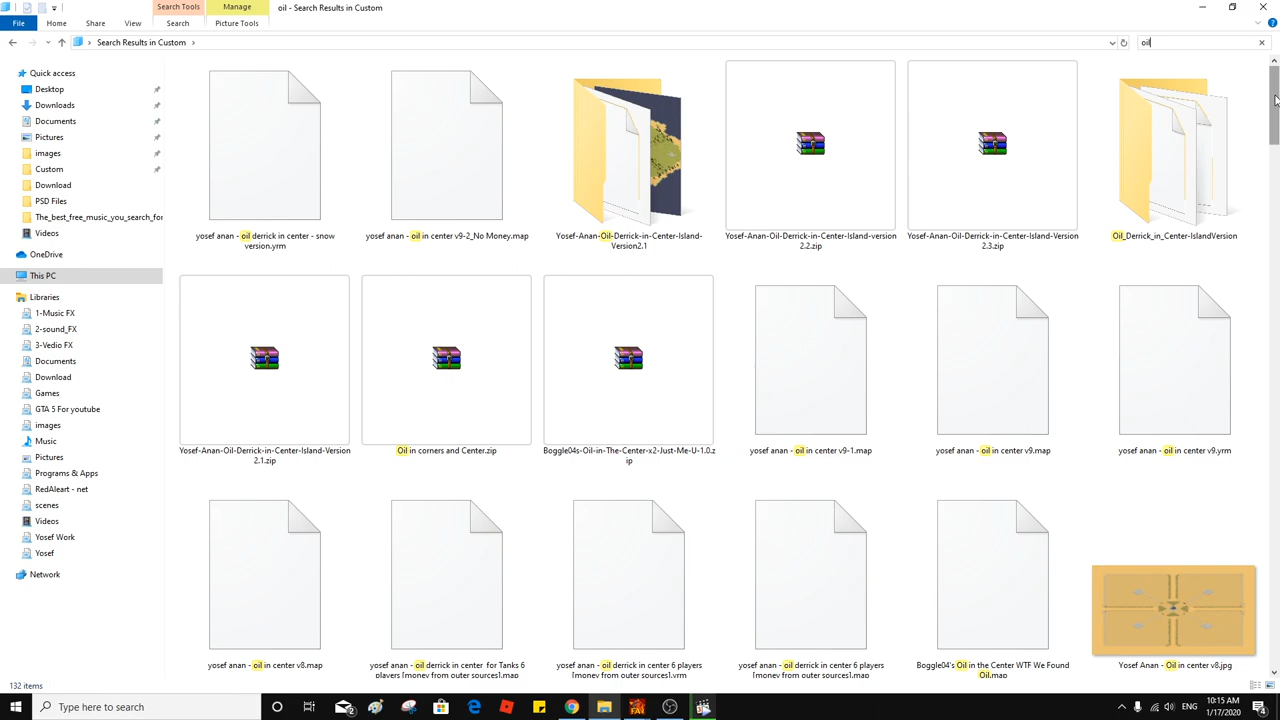 Search Tools
Manage
oil - Search Results in Custom
File
Home
Share
View
Search
Picture Tools
Search Results in Custom
oil
Quick access
Desktop
Downloads
Documents
Pictures
images
Custom
Download
PSD Files
The_best_free_music_you_search_for
Videos
OneDrive
This PC
Libraries
1-Music FX
2-sound_FX
3-Vedio FX
Documents
Download
Games
GTA 5 For youtube
images
Music
Pictures
Programs & Apps
RedAleart - net
scenes
Videos
Yosef Work
Yosef
Network
yosef anan - oil derrick in center - snow
version.yrm
yosef anan - oil in center v9-2_No Money.map
Yosef-Anan-Oil-Derrick-in-Center-Island-
Version2.1
Yosef-Anan-Oil-Derrick-in-Center-Island-version
2.2.zip
Yosef-Anan-Oil-Derrick-in-Center-Island-Version
2.3.zip
Oil_Derrick_in_Center-IslandVersion
Yosef-Anan-Oil-Derrick-in-Center-Island-Version
2.1.zip
Oil in corners and Center.zip
Boggle04s-Oil-in-The-Center-x2-Just-Me-U-1.0.z
ip
yosef anan - oil in center v9-1.map
yosef anan - oil in center v9.map
yosef anan - oil in center v9.yrm
yosef anan - oil in center v8.map
yosef anan - oil derrick in center for Tanks 6
players [money from outer sources].map
yosef anan - oil derrick in center 6 players
[money from outer sources].yrm
yosef anan - oil derrick in center 6 players
[money from outer sources].map
Boggle04's Oil in the Center WTF We Found
Oil.map
Yosef Anan - Oil in center v8.jpg
132 items
Type here to search
10:15 AM
1/17/2020